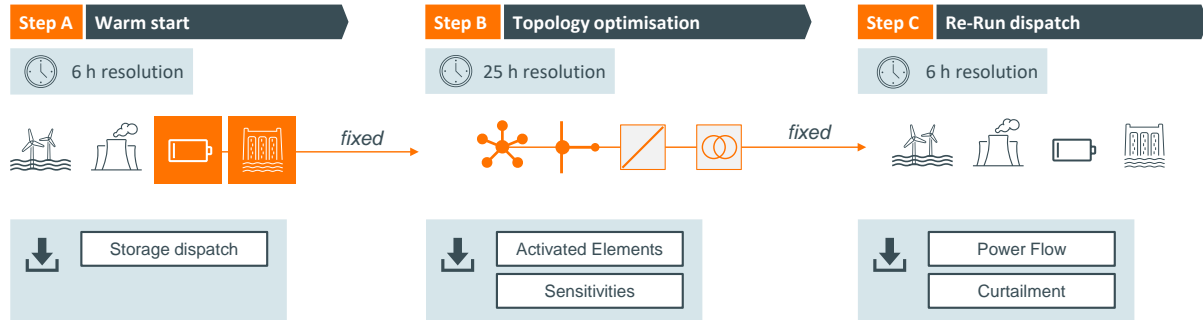 Step A Warm start
6 h resolution
fixed
Storage dispatch
Step B Topology optimisation
25 h resolution
fixed
Activated Elements
Sensitivities
Step C Re-Run dispatch
6 h resolution
Power Flow
Curtailment